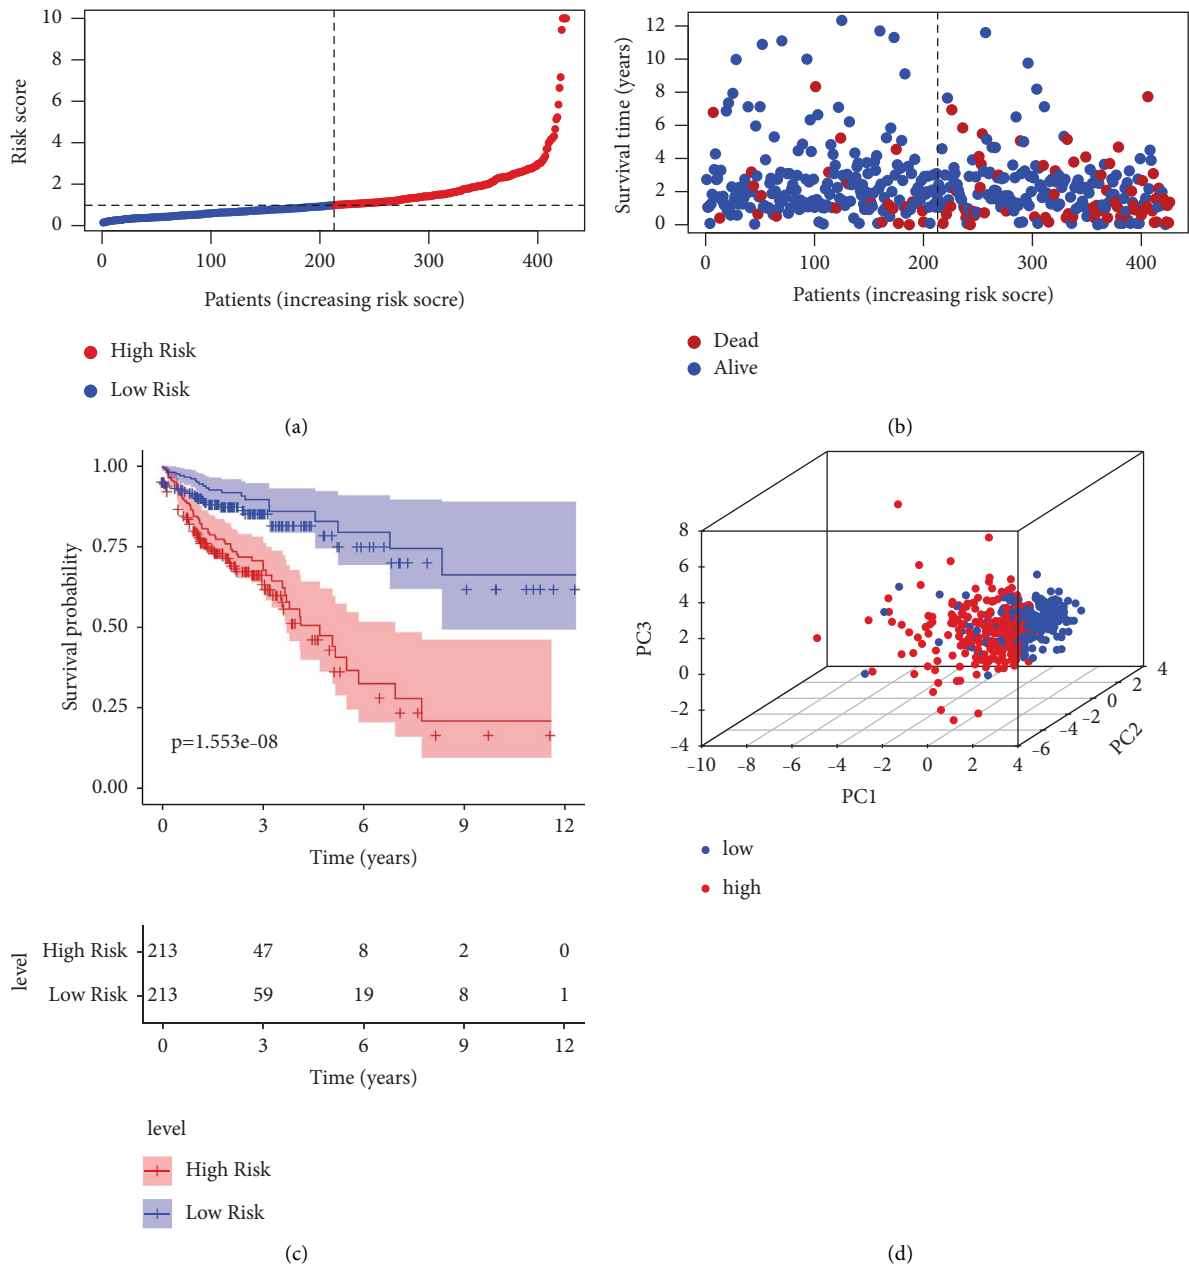 10
8
6
4
2
0
Risk score
0 100 200 300 400
Patients (increasing risk socre)
High Risk
Low Risk
(a)
12
10
8
6
4
2
0
Survival time (years)
0 100 200 300 400
Patients (increasing risk socre)
Dead
Alive
(b)
1.00
0.75
0.50
0.25
0.00
Survival probability
p=1.553e–08
0 3 6 9 12
Time (years)
level
High Risk 213 47 8 2 0
Low Risk 213 59 19 8 1
0 3 6 9 12
Time (years)
level
High Risk
Low Risk
(c)
8
6
4
2
0
–2
–4
PC3
–10 –8 –6 –4 –2 0 2 4
PC1
–6 –4 –2 0 2 4
PC2
low
high
(d)